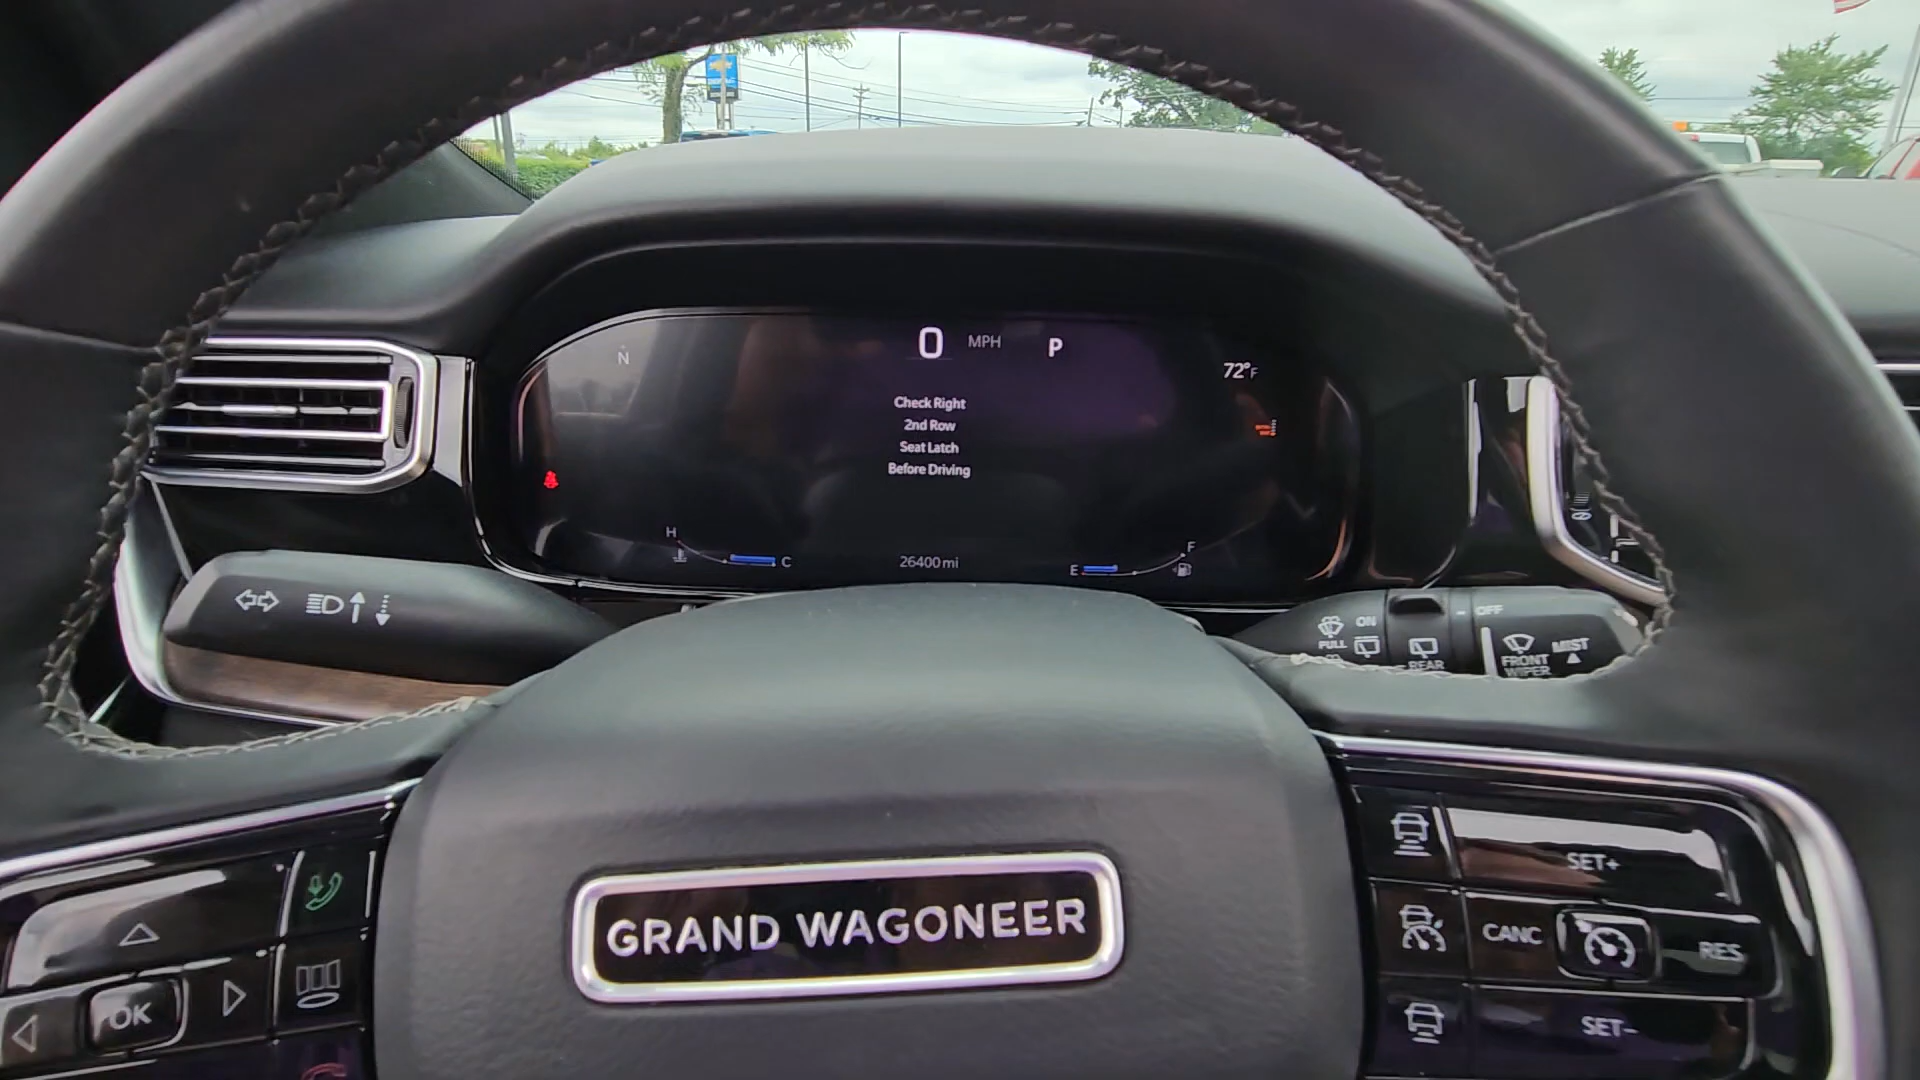 0 MPH P
N
72°F
Check Right
2nd Row
Seat Latch
Before Driving
H
C
26400 mi
E
F
ON
OFF
PULL
REAR
FRONT
WIPER
MIST
GRAND WAGONEER
OK
SET+
CANC
RES
SET-